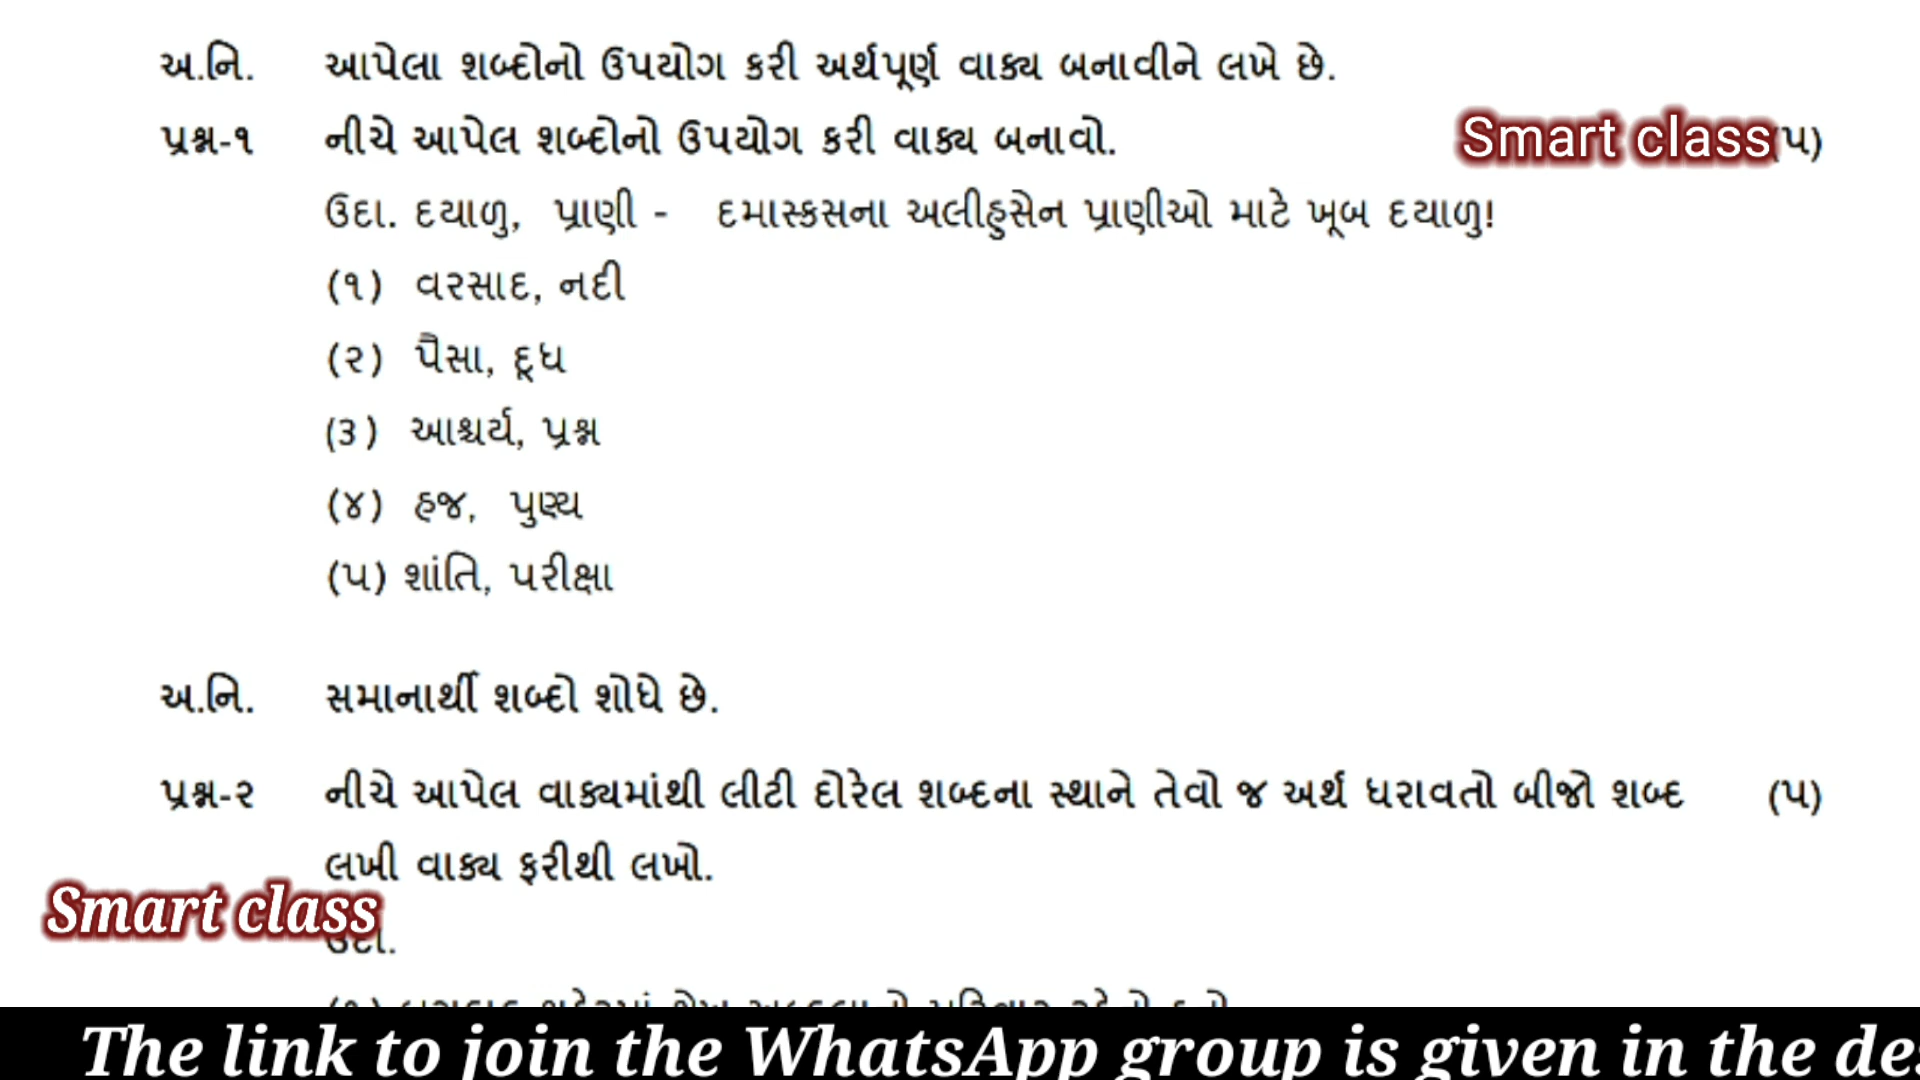 અ.નિ. આપેલા શબ્દોનો ઉપયોગ કરી અર્થપૂર્ણ વાક્ય બનાવીને લખે છે.
પ્રશ્ન-૧ નીચે આપેલ શબ્દોનો ઉપયોગ કરી વાક્ય બનાવો. Smart class ૫)
ઉદા. દયાળુ, પ્રાણી - દમાસ્કસના અલીહુસેન પ્રાણીઓ માટે ખૂબ દયાળુ!
(૧) વરસાદ, નદી
(૨) પૈસા, દૂધ
(૩) આશ્ચર્ય, પ્રશ્ન
(૪) હજ, પુણ્ય
(૫) શાંતિ, પરીક્ષા
અ.નિ. સમાનાર્થી શબ્દો શોધે છે.
પ્રશ્ન-૨ નીચે આપેલ વાક્યમાંથી લીટી દોરેલ શબ્દના સ્થાને તેવો જ અર્થ ધરાવતો બીજો શબ્દ (૫)
લખી વાક્ય ફરીથી લખો.
Smart class
ઉદા.
The link to join the WhatsApp group is given in the